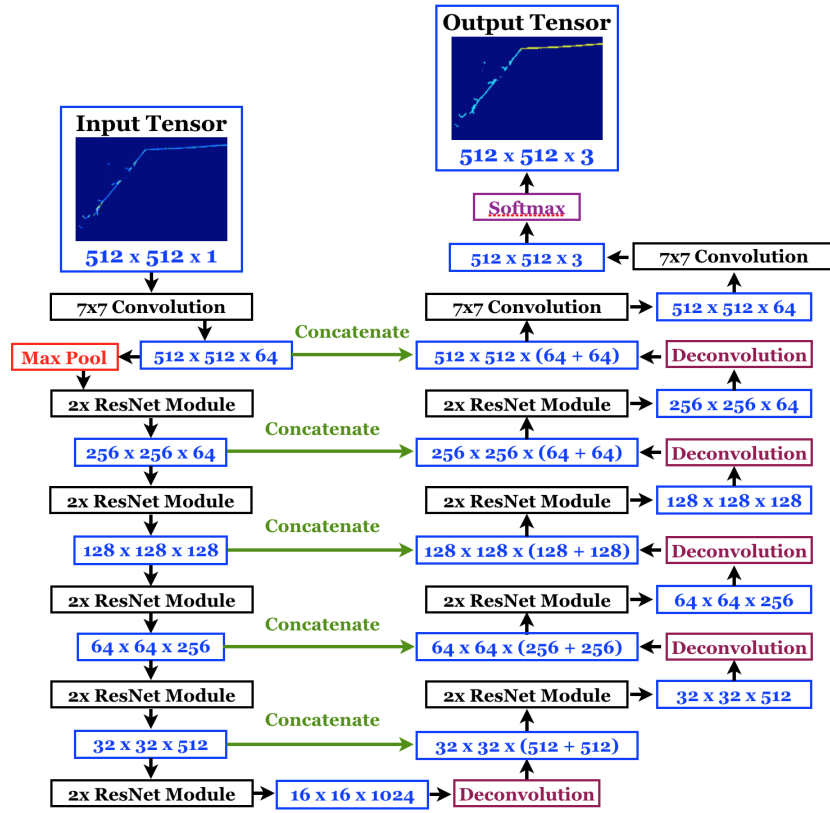 Output Tensor
512 x 512 x 3
Input Tensor
512 x 512 x 1
Softmax
512 x 512 x 3
7x7 Convolution
7x7 Convolution
7x7 Convolution
512 x 512 x 64
Max Pool
512 x 512 x 64
Concatenate
512 x 512 x (64 + 64)
Deconvolution
2x ResNet Module
2x ResNet Module
256 x 256 x 64
256 x 256 x 64
Concatenate
256 x 256 x (64 + 64)
Deconvolution
2x ResNet Module
2x ResNet Module
128 x 128 x 128
128 x 128 x 128
Concatenate
128 x 128 x (128 + 128)
Deconvolution
2x ResNet Module
2x ResNet Module
64 x 64 x 256
64 x 64 x 256
Concatenate
64 x 64 x (256 + 256)
Deconvolution
2x ResNet Module
2x ResNet Module
32 x 32 x 512
32 x 32 x 512
Concatenate
32 x 32 x (512 + 512)
2x ResNet Module
16 x 16 x 1024
Deconvolution